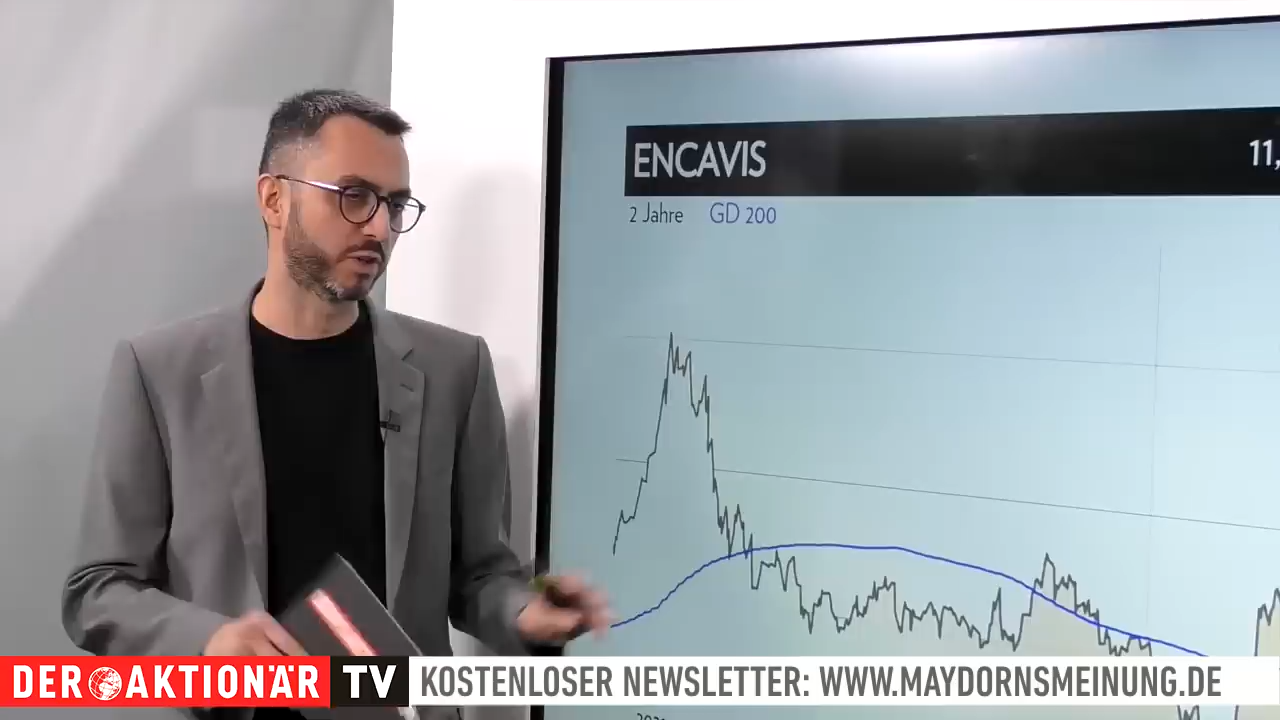 ENCAVIS
11,
2 Jahre GD 200
DER AKTIONÄR TV KOSTENLOSER NEWSLETTER: WWW.MAYDORNSMEINUNG.DE